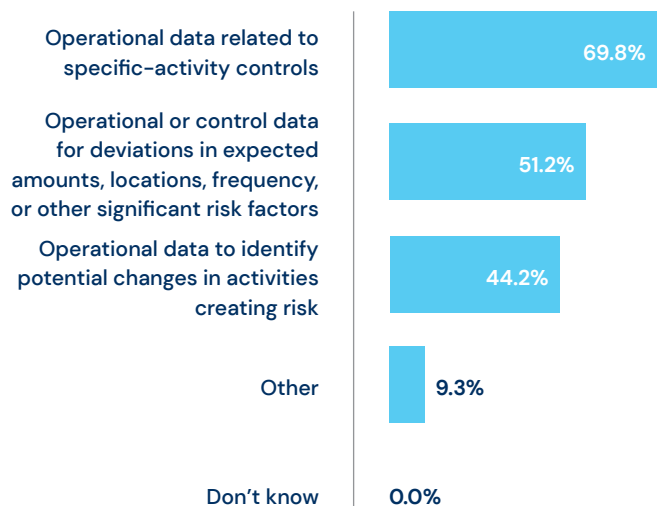 Operational data related to
specific-activity controls
69.8%
Operational or control data
for deviations in expected
amounts, locations, frequency,
or other significant risk factors
51.2%
Operational data to identify
potential changes in activities
creating risk
44.2%
Other
9.3%
Don’t know
0.0%